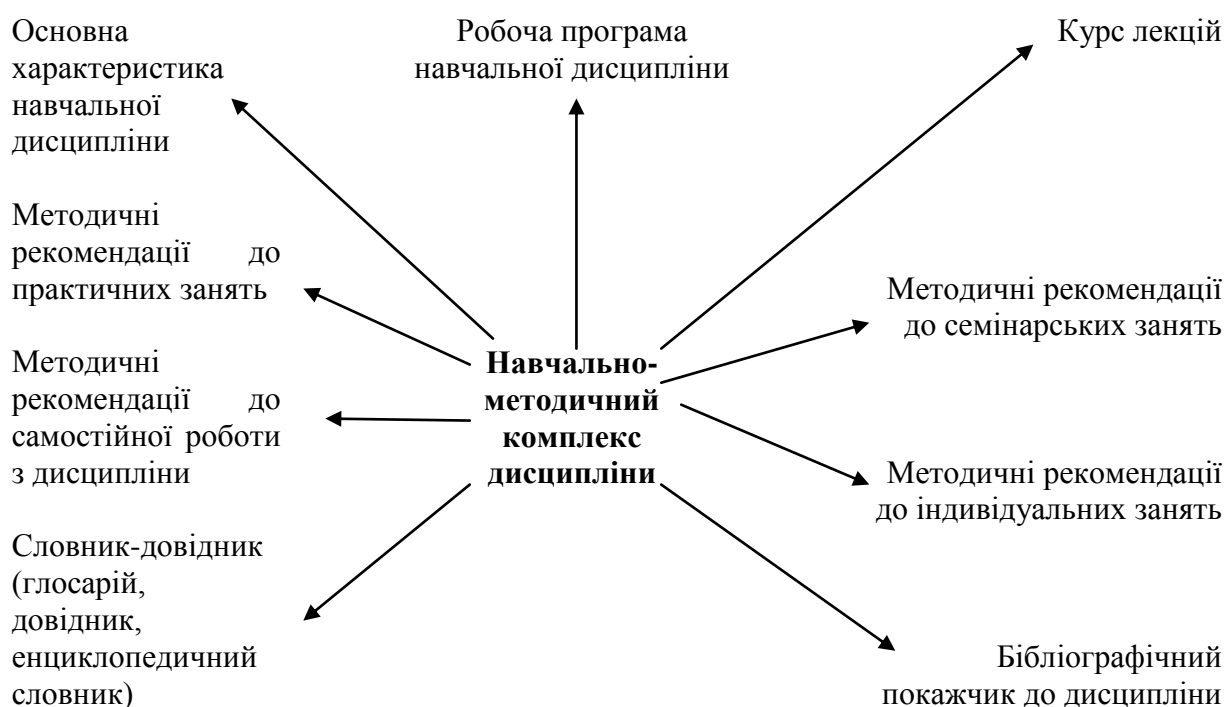 Основна
характеристика
навчальної
дисципліни
Робоча програма
навчальної дисципліни
Курс лекцій
Методичні
рекомендації до
практичних занять
Методичні рекомендації
до семінарських занять
Методичні
рекомендації до
самостійної роботи
з дисципліни
Навчально-
методичний
комплекс
дисципліни
Методичні рекомендації
до індивідуальних занять
Словник-довідник
(глосарій,
довідник,
енциклопедичний
словник)
Бібліографічний
покажчик до дисципліни